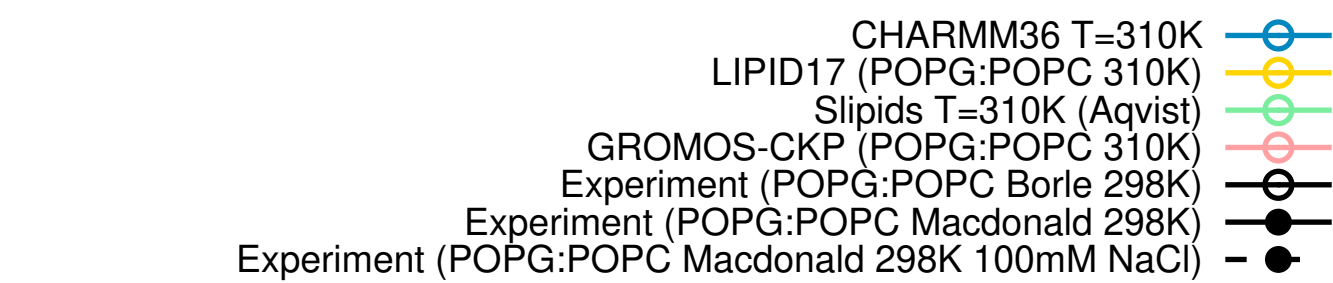 CHARMM36 T=310K
LIPID17 (POPG:POPC 310K)
Slipids T=310K (Aqvist)
GROMOS-CKP (POPG:POPC 310K)
Experiment (POPG:POPC Borle 298K)
Experiment (POPG:POPC Macdonald 298K)
Experiment (POPG:POPC Macdonald 298K 100mM NaCl)